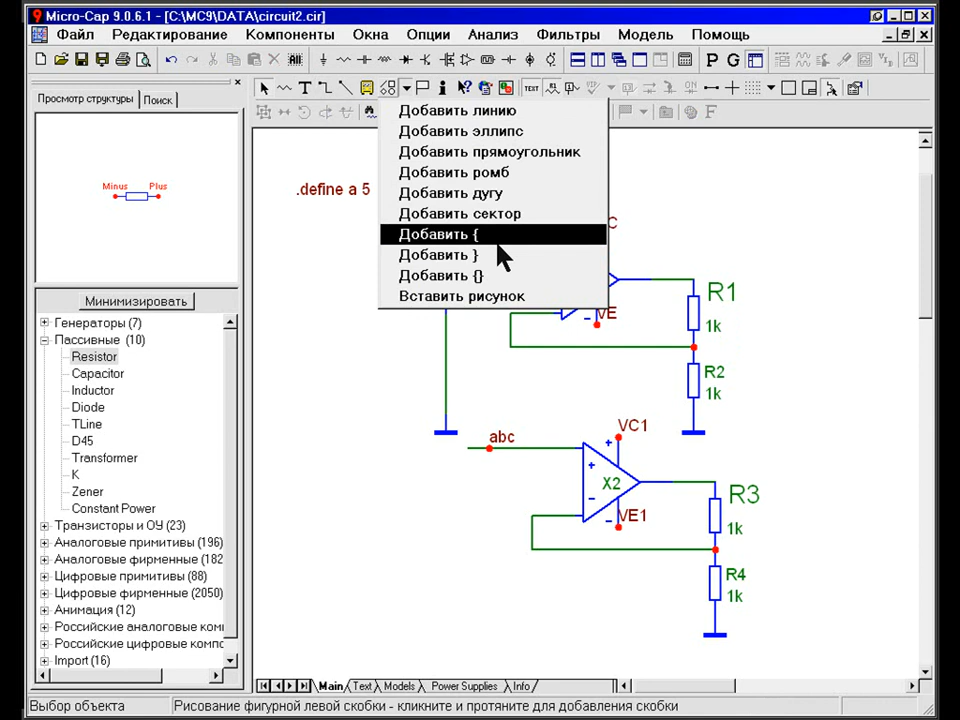 Micro-Cap 9.0.6.1 - [C:\MC9\DATA\circuit2.cir]
Файл Редактирование Компоненты Окна Опции Анализ Фильтры Модель Помощь
P G
T TEXT
F
Просмотр структуры Поиск
Minus Plus
Минимизировать
Генераторы (7)
Пассивные (10)
Resistor
Capacitor
Inductor
Diode
TLine
D45
Transformer
K
Zener
Constant Power
Транзисторы и ОУ (23)
Аналоговые примитивы (196)
Аналоговые фирменные (182
Цифровые примитивы (88)
Цифровые фирменные (2050)
Анимация (12)
Российские аналоговые ком
Российские цифровые компо
Import (16)
Добавить линию
Добавить эллипс
Добавить прямоугольник
Добавить ромб
Добавить дугу
Добавить сектор
Добавить {
Добавить }
Добавить {}
Вставить рисунок
.define a 5
C
VE
R1
1k
R2
1k
abc
VC1
X2
VE1
R3
1k
R4
1k
Main Text Models Power Supplies Info
Выбор объекта
Рисование фигурной левой скобки - кликните и протяните для добавления скобки